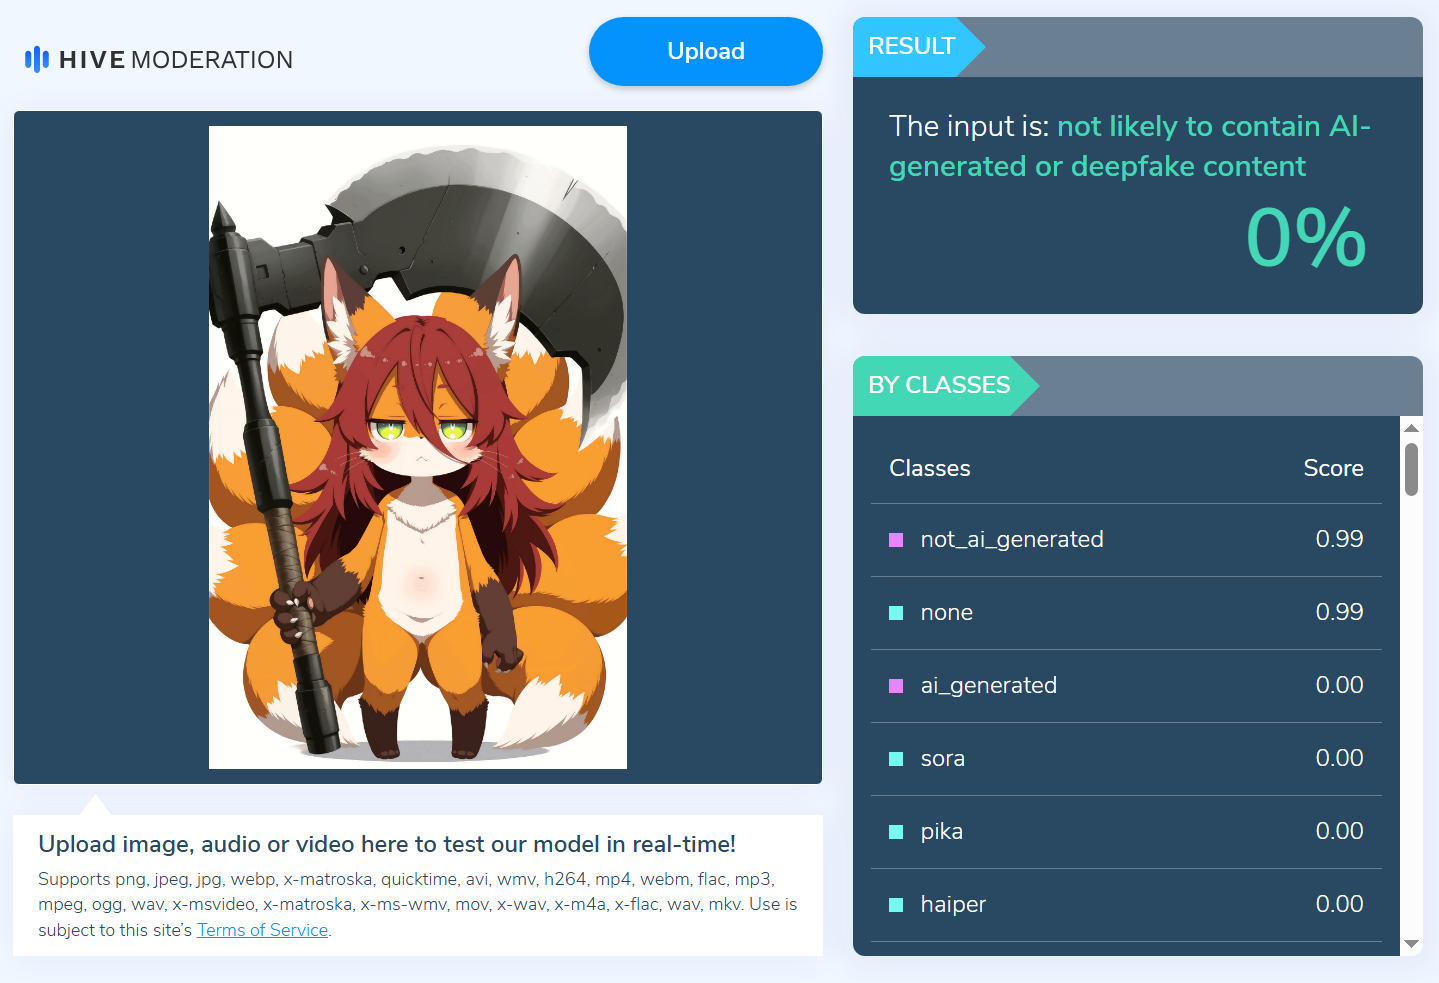 HIVE MODERATION
Upload
Upload image, audio or video here to test our model in real-time!
Supports png, jpeg, jpg, webp, x-matroska, quicktime, avi, wmv, h264, mp4, webm, flac, mp3,
mpeg, ogg, wav, x-msvideo, x-matroska, x-ms-wmv, mov, x-wav, x-m4a, x-flac, wav, mkv. Use is
subject to this site's Terms of Service.
RESULT
The input is: not likely to contain AI-
generated or deepfake content
0%
BY CLASSES
Classes Score
not_ai_generated 0.99
none 0.99
ai_generated 0.00
sora 0.00
pika 0.00
haiper 0.00